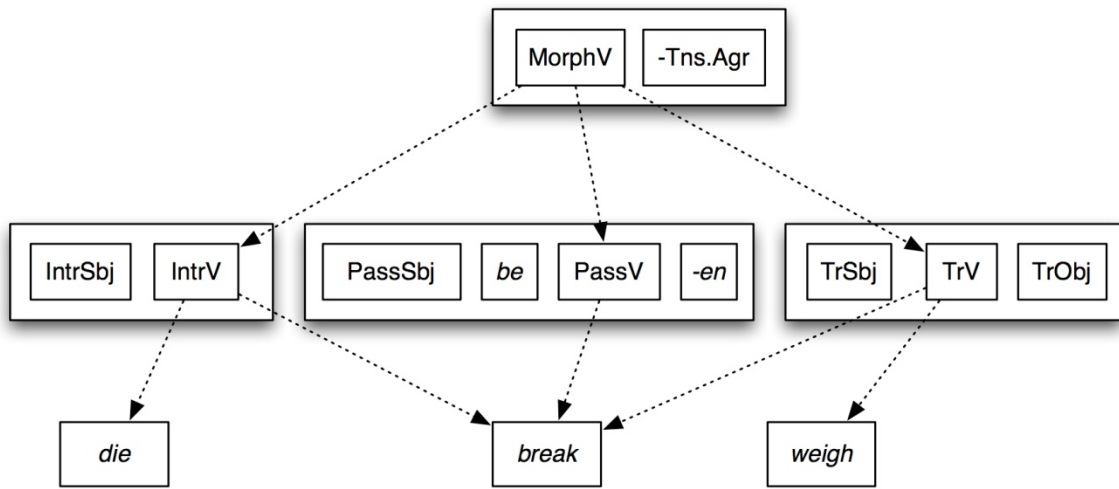 MorphV -Tns.Agr
IntrSbj IntrV PassSbj be PassV -en TrSbj TrV TrObj
die break weigh